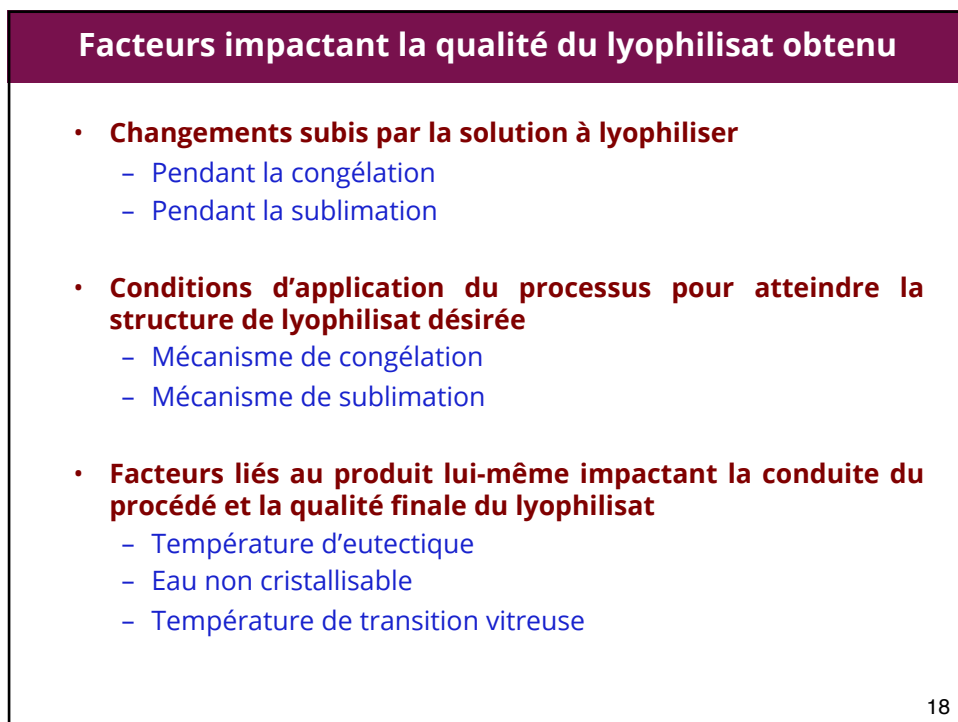 Facteurs impactant la qualité du lyophilisat obtenu
• Changements subis par la solution à lyophiliser
– Pendant la congélation
– Pendant la sublimation
• Conditions d'application du processus pour atteindre la
structure de lyophilisat désirée
– Mécanisme de congélation
– Mécanisme de sublimation
• Facteurs liés au produit lui-même impactant la conduite du
procédé et la qualité finale du lyophilisat
– Température d'eutectique
– Eau non cristallisable
– Température de transition vitreuse
18